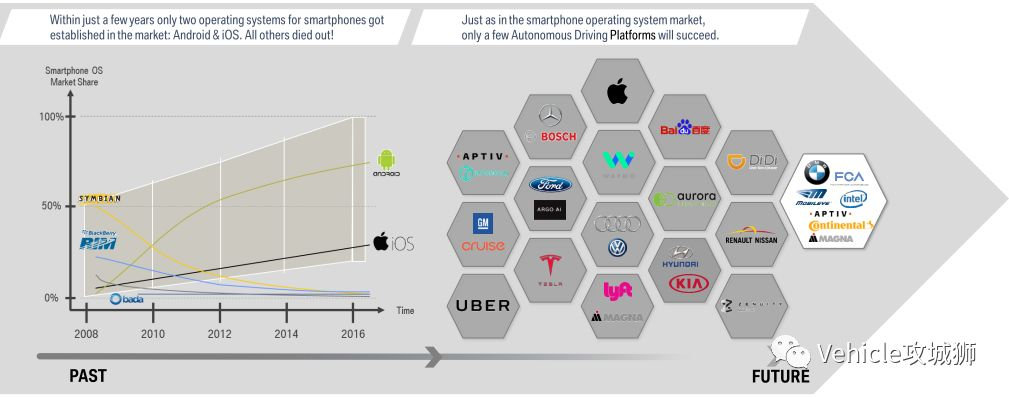 Within just a few years only two operating systems for smartphones got
established in the market: Android & iOS. All others died out!
Just as in the smartphone operating system market,
only a few Autonomous Driving Platforms will succeed.
Smartphone OS
Market Share
100%
50%
0%
SYMBIAN
BlackBerry
RIM
bada
ANDROID
iOS
Time
2008
2010
2012
2014
2016
BOSCH
Baidu百度
APTIV
WAYMO
DiDi
Ford
ARGO AI
aurora
GM
CRUISE
RENAULT NISSAN
TESLA
HYUNDAI
KIA
UBER
lyft
MAGNA
ZENUITY
BMW
FCA
MOBILEYE
intel
APTIV
Continental
MAGNA
PAST
FUTURE
Vehicle攻城狮